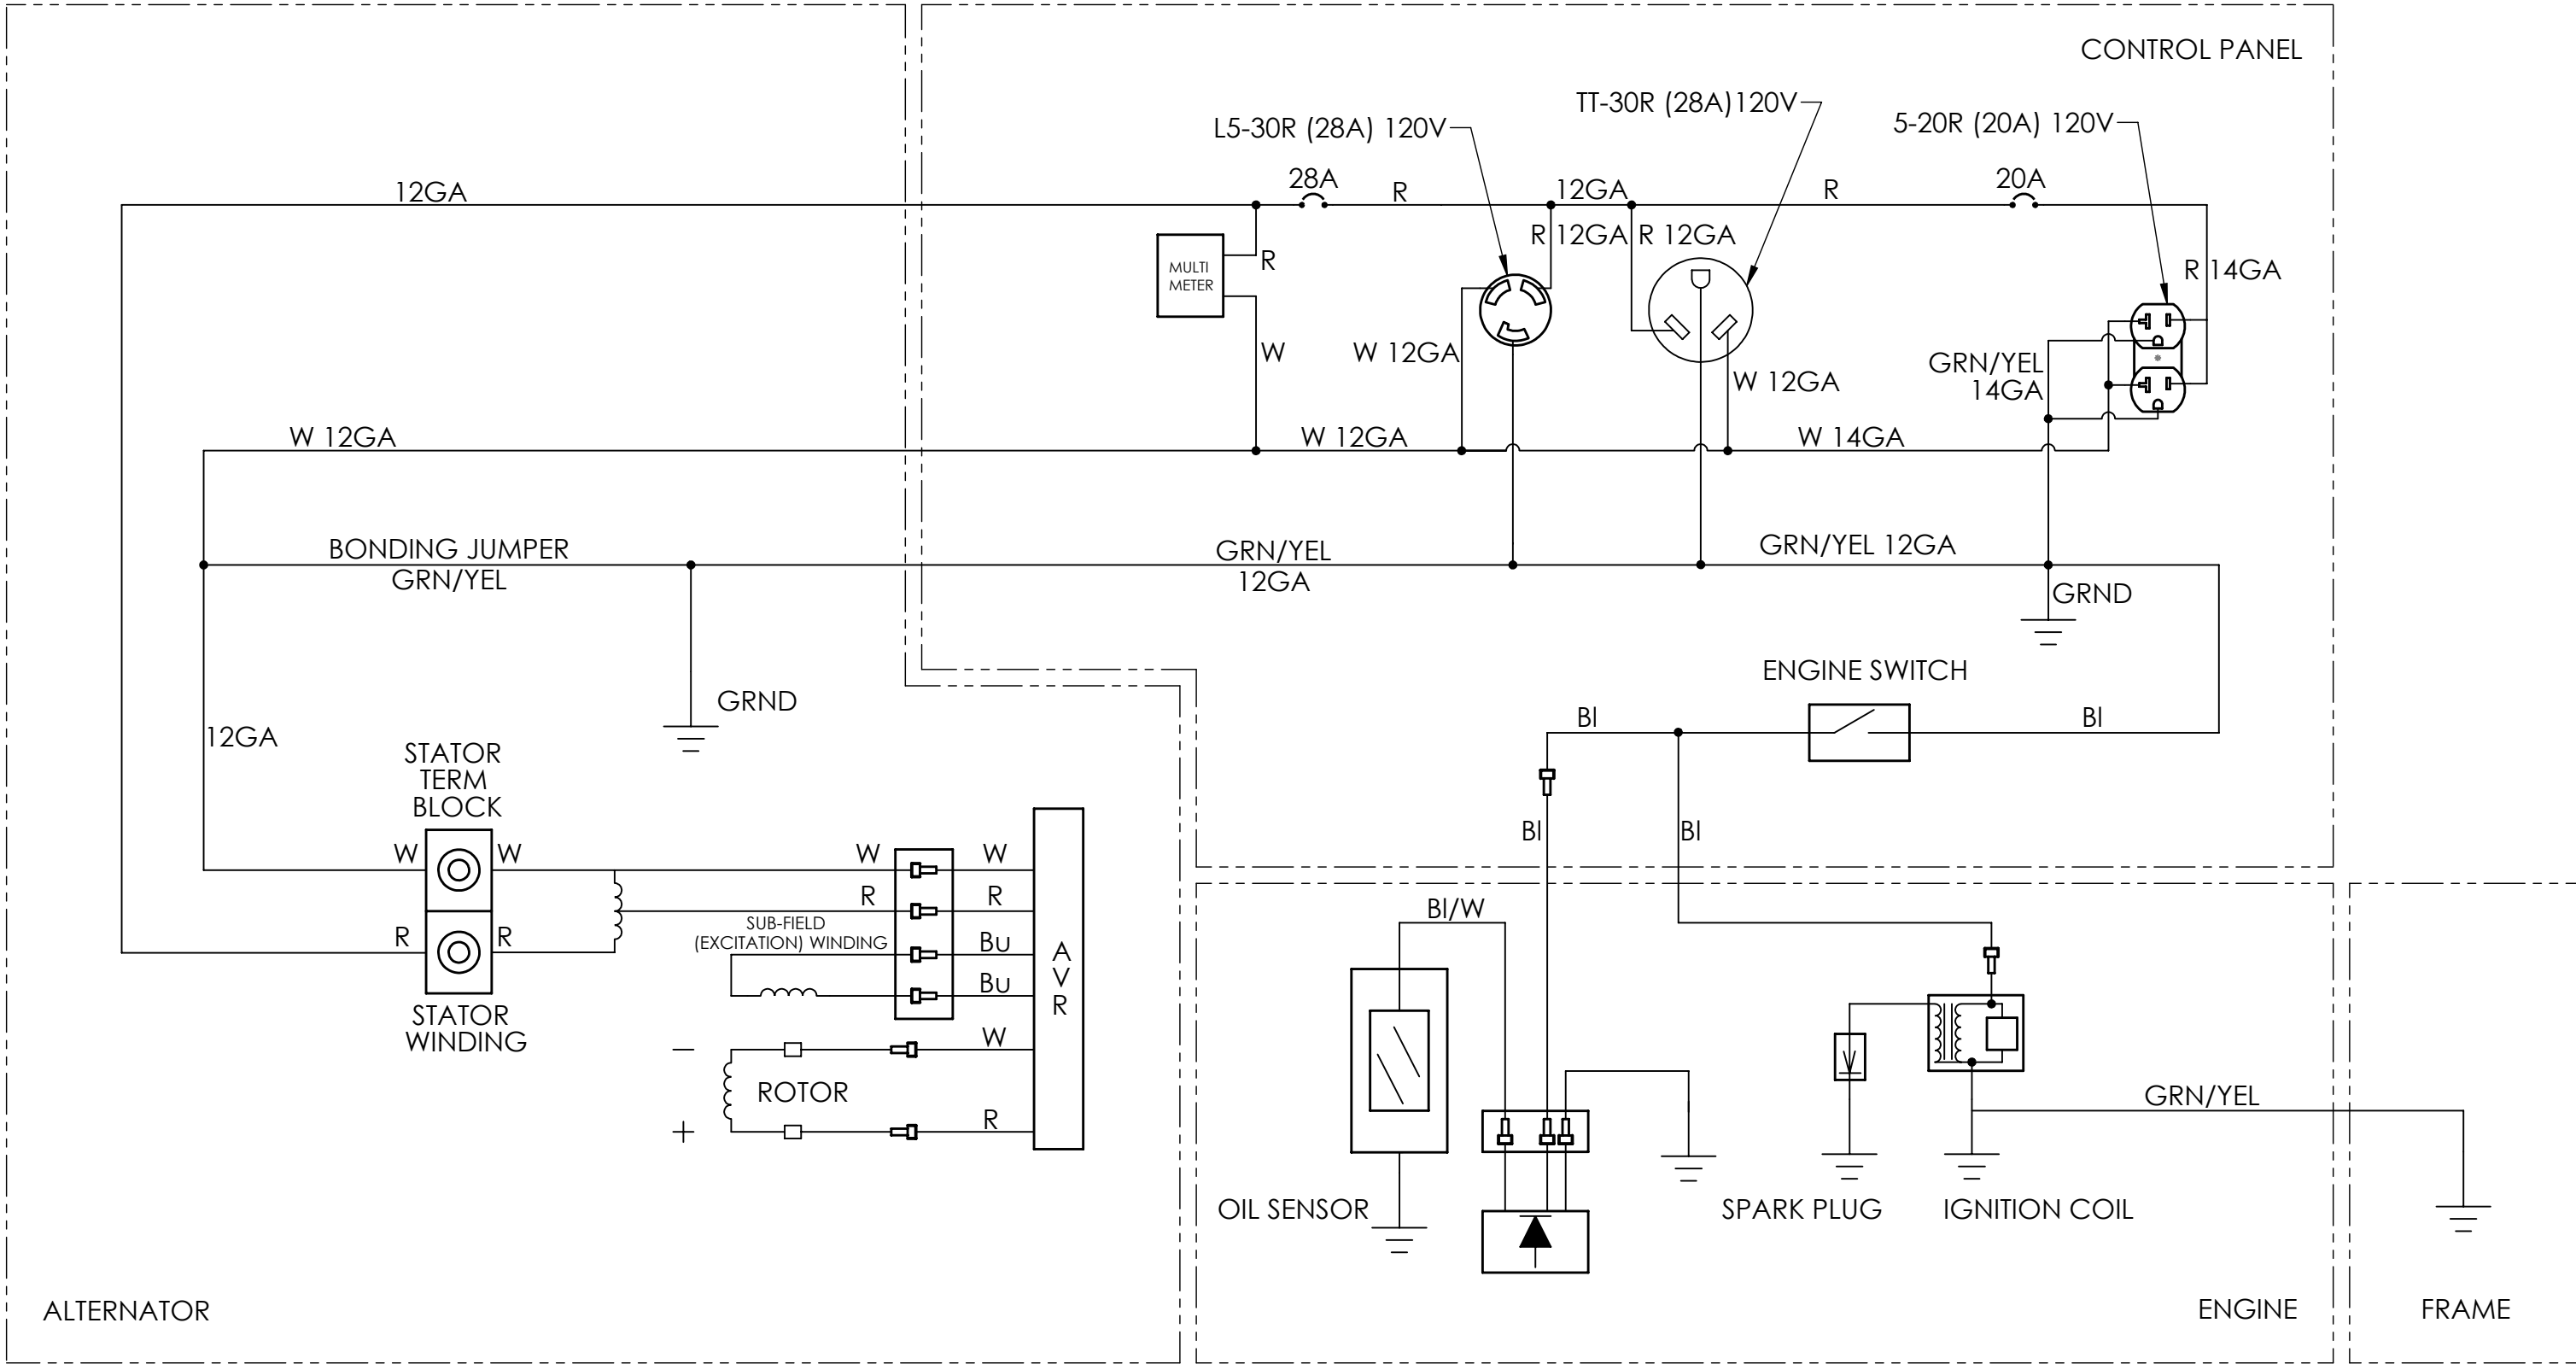 CONTROL PANEL
TT-30R (28A)120V
L5-30R (28A) 120V
5-20R (20A) 120V
12GA
28A
R
12GA
R
20A
R 12GA
R 12GA
MULTI
METER
R
R 14GA
W
W 12GA
W 12GA
GRN/YEL
14GA
W 12GA
W 12GA
W 14GA
BONDING JUMPER
GRN/YEL
GRN/YEL
12GA
GRN/YEL 12GA
GRND
GRND
12GA
ENGINE SWITCH
Bl
Bl
Bl
Bl
STATOR
TERM
BLOCK
W
W
W
W
R
R
SUB-FIELD
(EXCITATION) WINDING
R
R
Bu
Bu
A
V
R
STATOR
WINDING
−
W
ROTOR
+
R
Bl/W
OIL SENSOR
SPARK PLUG
IGNITION COIL
GRN/YEL
ALTERNATOR
ENGINE
FRAME